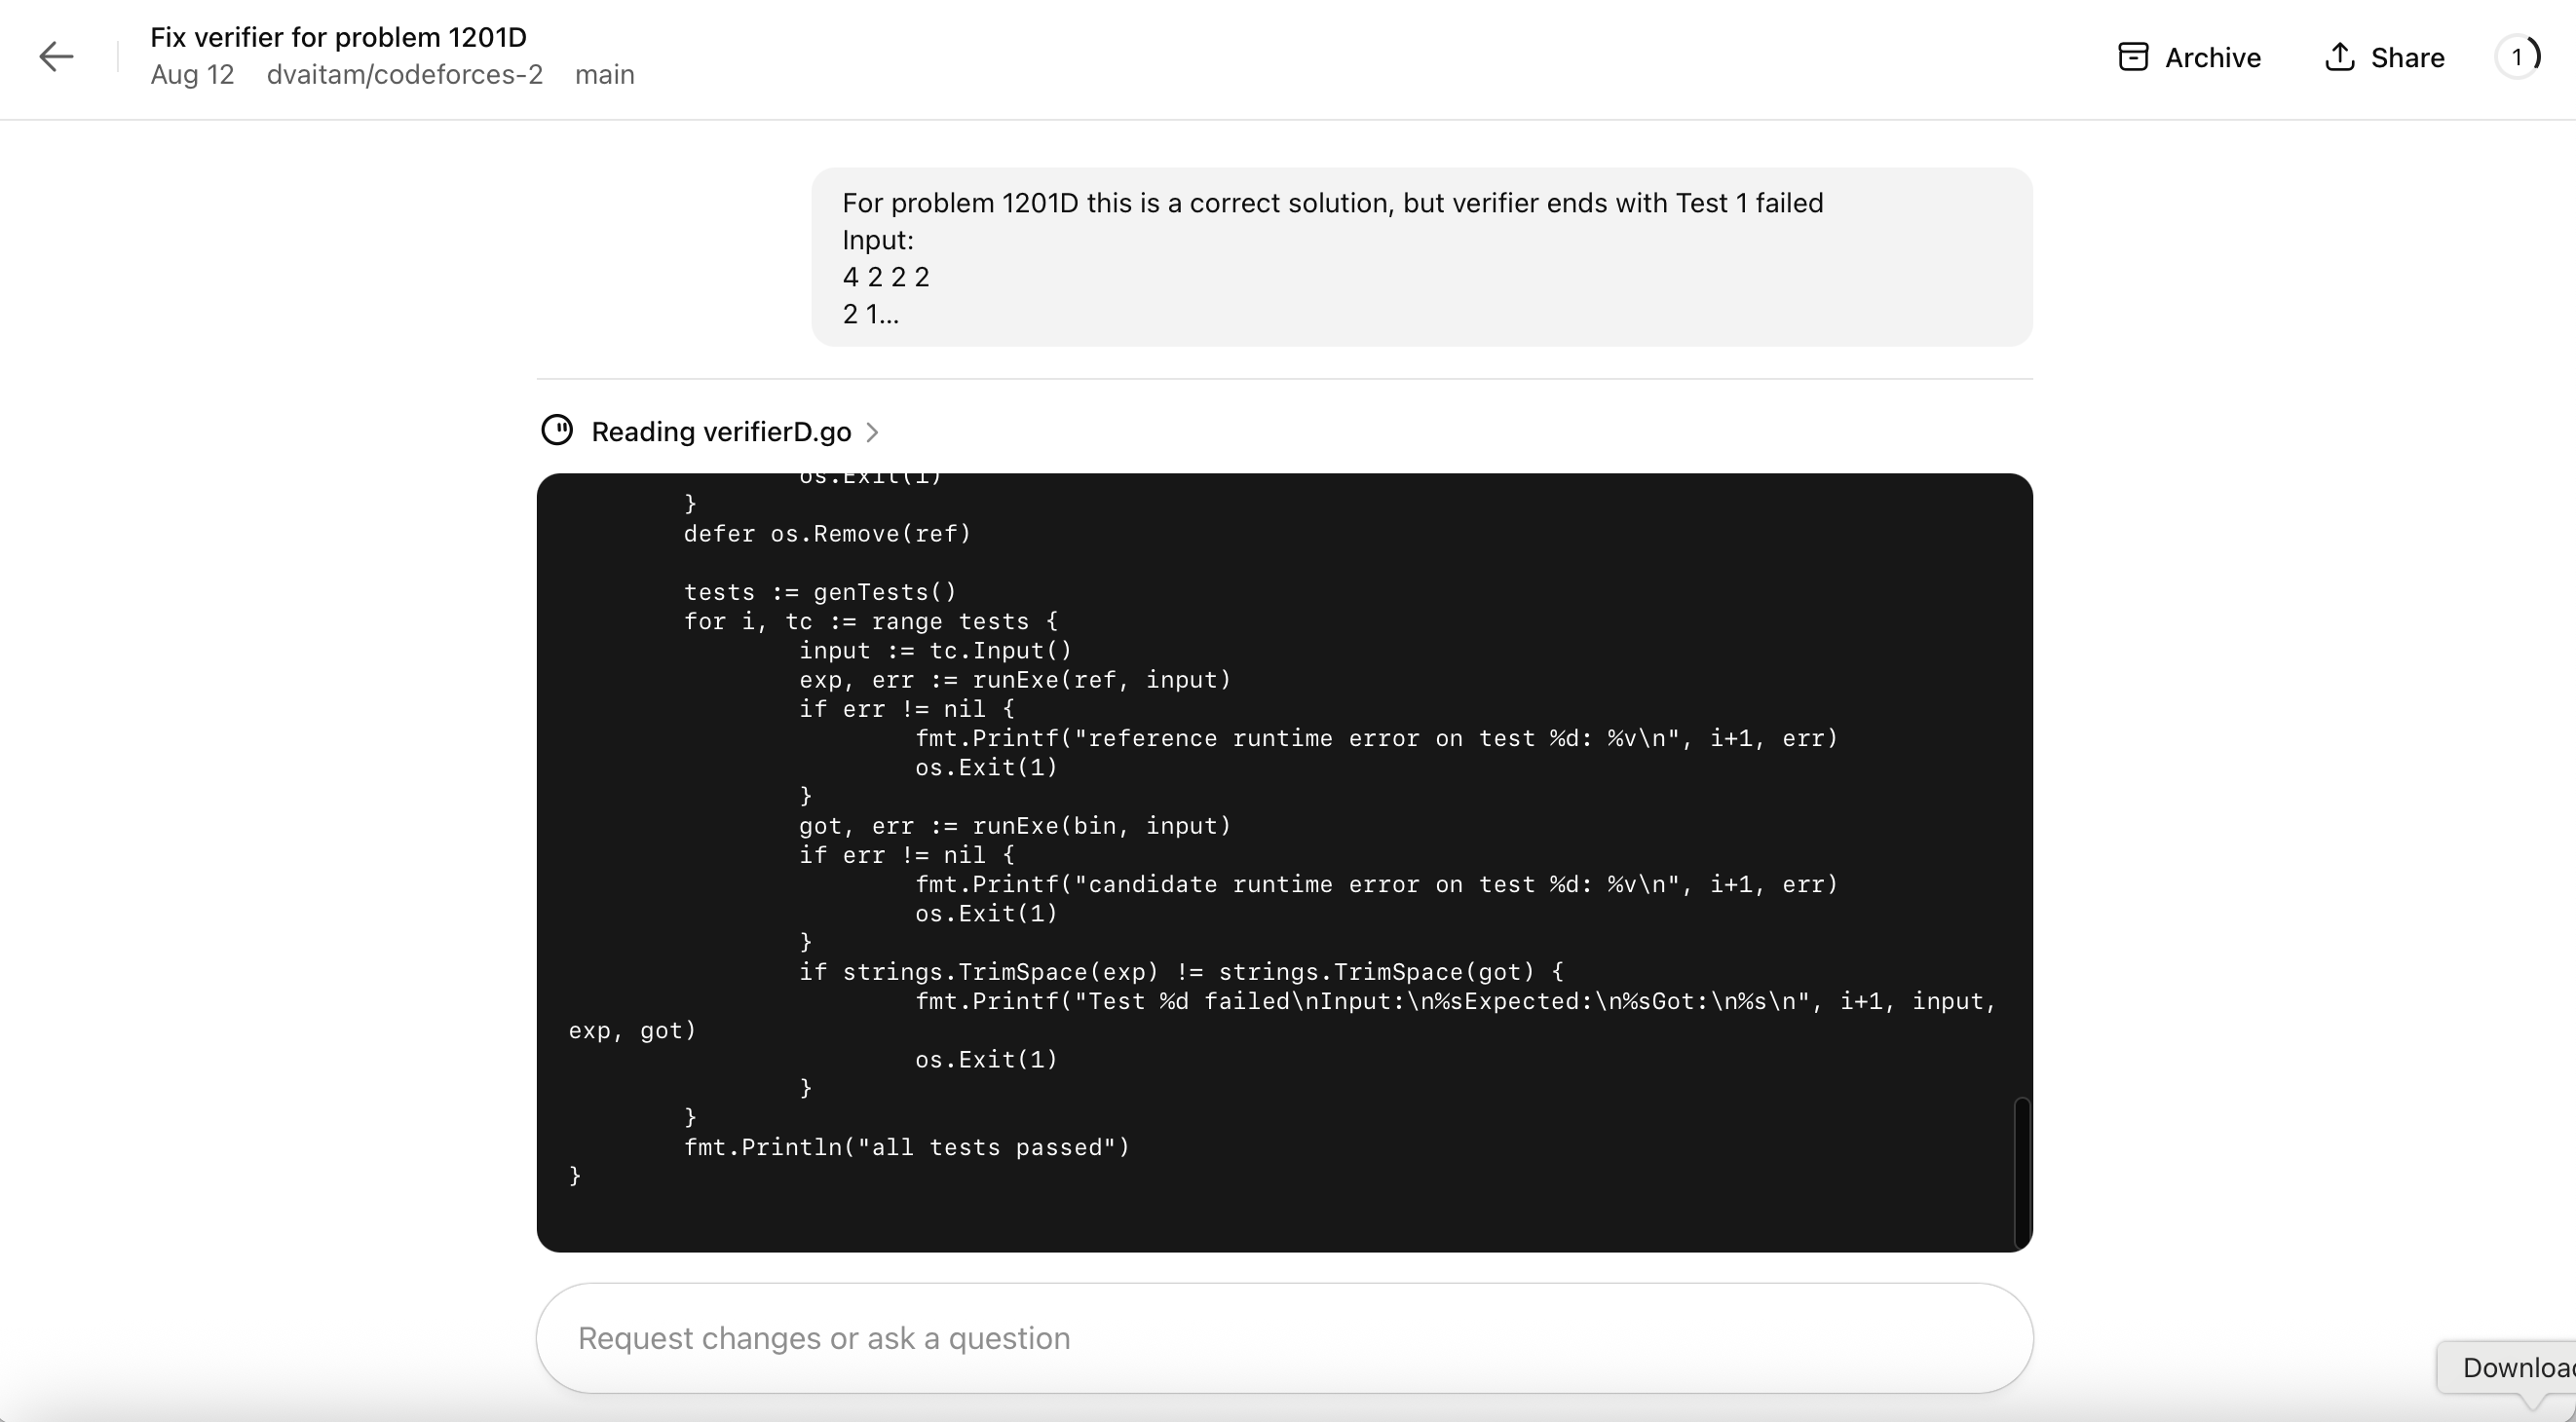 Fix verifier for problem 1201D
Aug 12 dvaitam/codeforces-2 main
Archive
Share
1
For problem 1201D this is a correct solution, but verifier ends with Test 1 failed
Input:
4 2 2 2
2 1...
Reading verifierD.go
os.Exit(1)
}
defer os.Remove(ref)
tests := genTests()
for i, tc := range tests {
input := tc.Input()
exp, err := runExe(ref, input)
if err != nil {
fmt.Printf("reference runtime error on test %d: %v\n", i+1, err)
os.Exit(1)
}
got, err := runExe(bin, input)
if err != nil {
fmt.Printf("candidate runtime error on test %d: %v\n", i+1, err)
os.Exit(1)
}
if strings.TrimSpace(exp) != strings.TrimSpace(got) {
fmt.Printf("Test %d failed\nInput:\n%sExpected:\n%sGot:\n%s\n", i+1, input,
exp, got)
os.Exit(1)
}
}
fmt.Println("all tests passed")
}
Request changes or ask a question